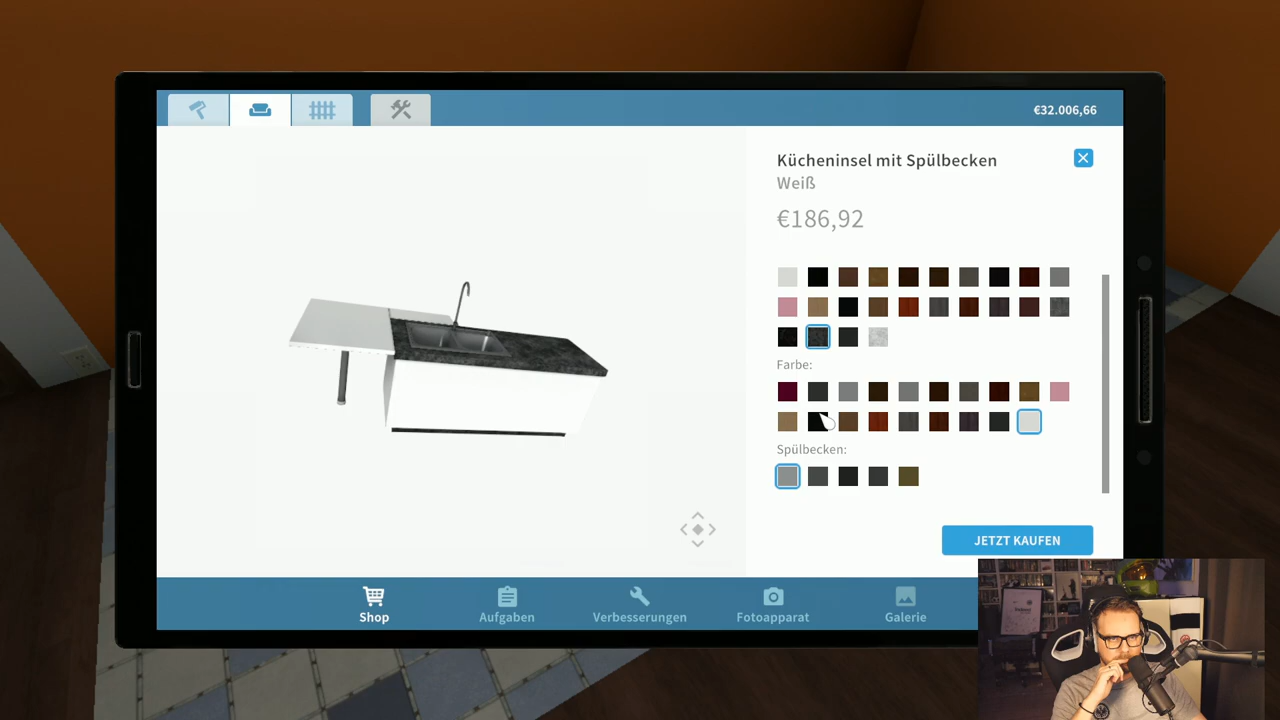 €32.006,66
Kücheninsel mit Spülbecken
Weiß
€186,92
Farbe:
Spülbecken:
JETZT KAUFEN
Shop
Aufgaben
Verbesserungen
Fotoapparat
Galerie